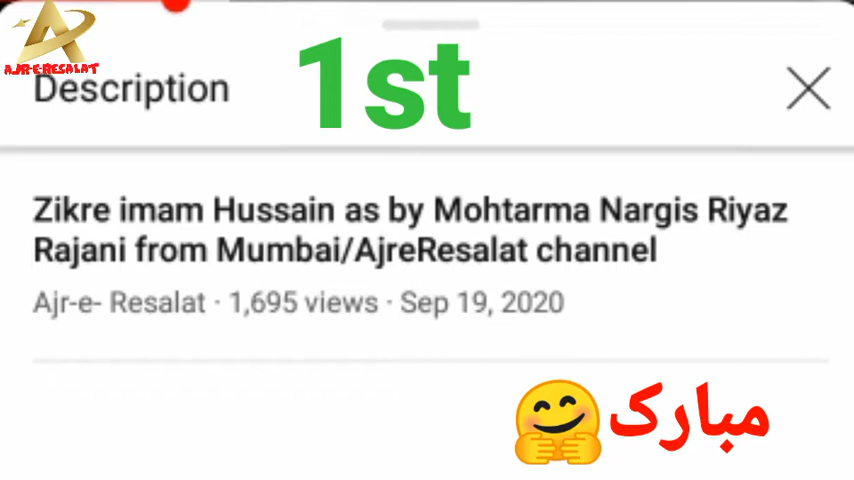 AJR-E-RESALAT
Description
1st
Zikre imam Hussain as by Mohtarma Nargis Riyaz
Rajani from Mumbai/AjreResalat channel
Ajr-e- Resalat · 1,695 views · Sep 19, 2020
مبارک